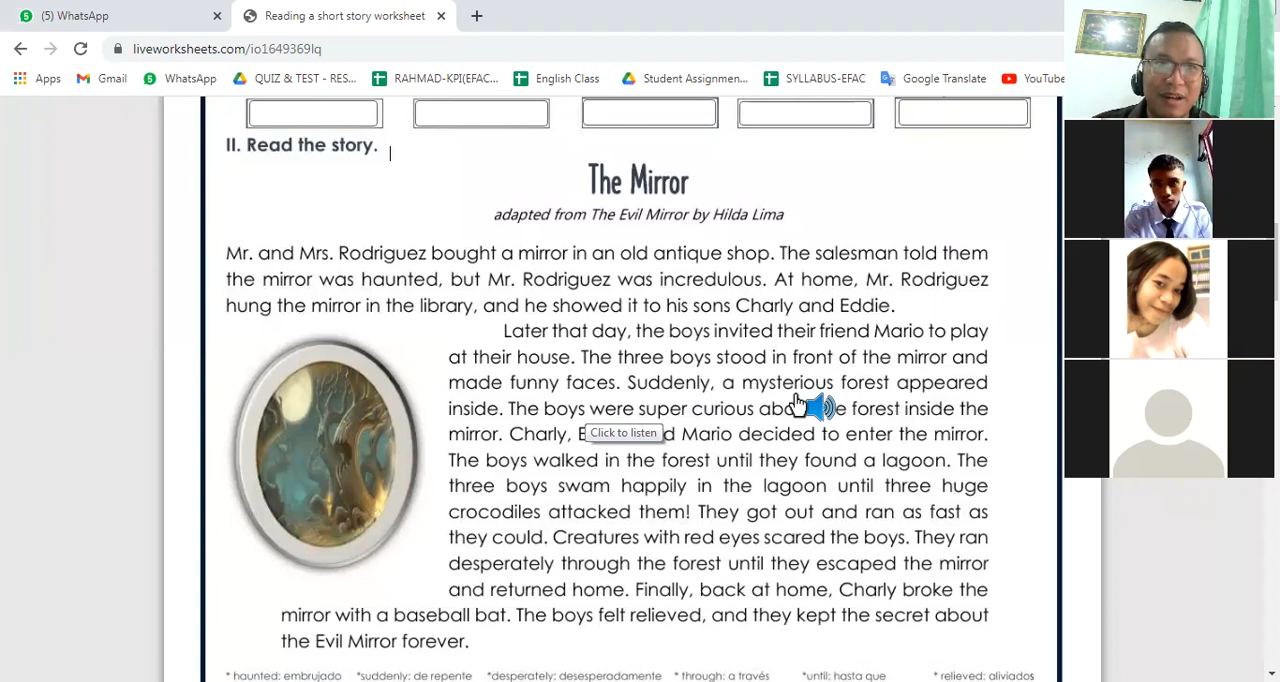 (5) WhatsApp
Reading a short story worksheet
liveworksheets.com/io1649369lq
Apps
Gmail
WhatsApp
QUIZ & TEST - RES...
RAHMAD-KPI(EFAC...
English Class
Student Assignmen...
SYLLABUS-EFAC
Google Translate
YouTube
II. Read the story.
The Mirror
adapted from The Evil Mirror by Hilda Lima
Mr. and Mrs. Rodriguez bought a mirror in an old antique shop. The salesman told them
the mirror was haunted, but Mr. Rodriguez was incredulous. At home, Mr. Rodriguez
hung the mirror in the library, and he showed it to his sons Charly and Eddie.
Later that day, the boys invited their friend Mario to play
at their house. The three boys stood in front of the mirror and
made funny faces. Suddenly, a mysterious forest appeared
inside. The boys were super curious forest inside the
mirror. Charly, Mario decided to enter the mirror.
Click to listen
The boys walked in the forest until they found a lagoon. The
three boys swam happily in the lagoon until three huge
crocodiles attacked them! They got out and ran as fast as
they could. Creatures with red eyes scared the boys. They ran
desperately through the forest until they escaped the mirror
and returned home. Finally, back at home, Charly broke the
mirror with a baseball bat. The boys felt relieved, and they kept the secret about
the Evil Mirror forever.
* haunted: embrujado *suddenly: de repente *desperately: desesperadamente * through: a través *until: hasta que * relieved: aliviados